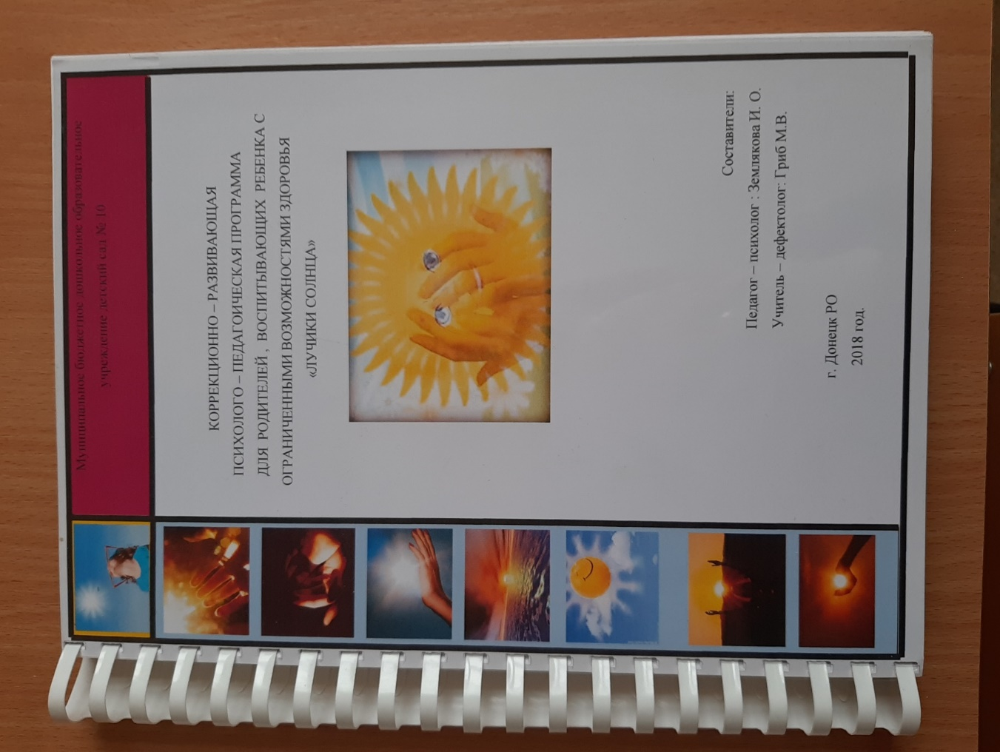 Муниципальное бюджетное дошкольное образовательное
учреждение детский сад № 10
КОРРЕКЦИОННО – РАЗВИВАЮЩАЯ
ПСИХОЛОГО – ПЕДАГОИЧЕСКАЯ ПРОГРАММА
ДЛЯ РОДИТЕЛЕЙ , ВОСПИТЫВАЮЩИХ РЕБЕНКА С
ОГРАНИЧЕННЫМИ ВОЗМОЖНОСТЯМИ ЗДОРОВЬЯ
«ЛУЧИКИ СОЛНЦА»
Составители:
Педагог – психолог : Землякова И. О.
Учитель – дефектолог: Гриб М.В.
г. Донецк РО
2018 год.